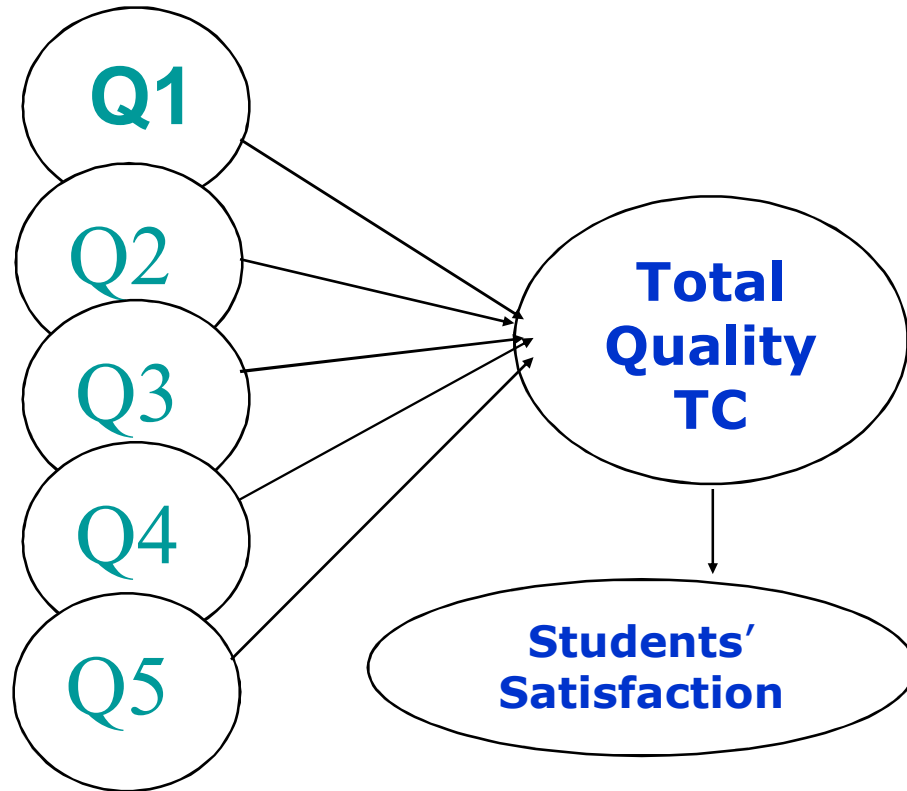 Q1
Q2
Q3
Q4
Q5
Total
Quality
TC
Students’
Satisfaction